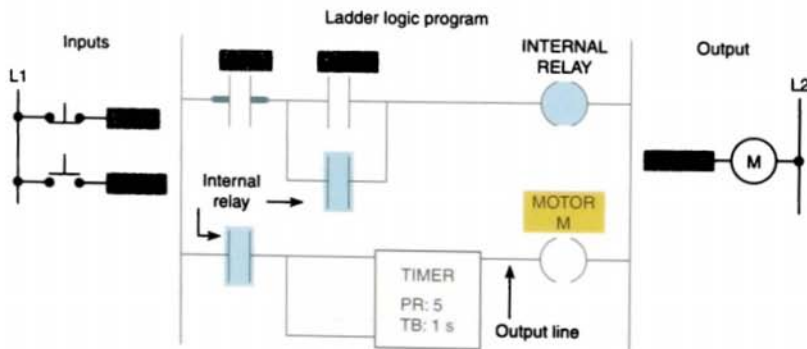 Ladder logic program
Inputs
INTERNAL
RELAY
Output
L1
L2
M
Internal
relay
MOTOR
M
TIMER
PR: 5
TB: 1 s
Output line